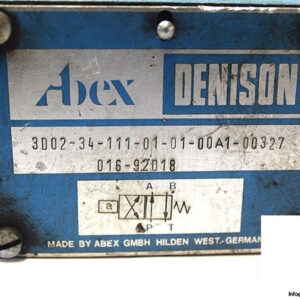 Abex DENISON
3D02-34-111-01-01-00A1-00327
016-92018
A B
a
P T
MADE BY ABEX GMBH HILDEN WEST-GERMAN